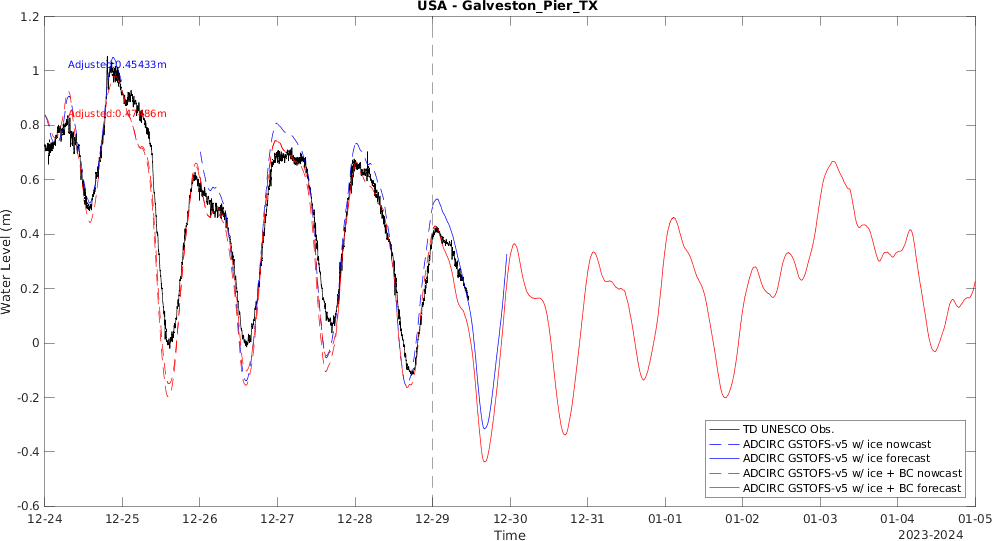 USA - Galveston_Pier_TX
1.2
1
0.8
0.6
0.4
0.2
0
-0.2
-0.4
-0.6
Water Level (m)
Adjusted:0.45433m
Adjusted:0.47486m
TD UNESCO Obs.
ADCIRC GSTOFS-v5 w/ ice nowcast
ADCIRC GSTOFS-v5 w/ ice forecast
ADCIRC GSTOFS-v5 w/ ice + BC nowcast
ADCIRC GSTOFS-v5 w/ ice + BC forecast
12-24 12-25 12-26 12-27 12-28 12-29 12-30 01-01 01-02 01-03 01-04 01-05
Time
2023-2024